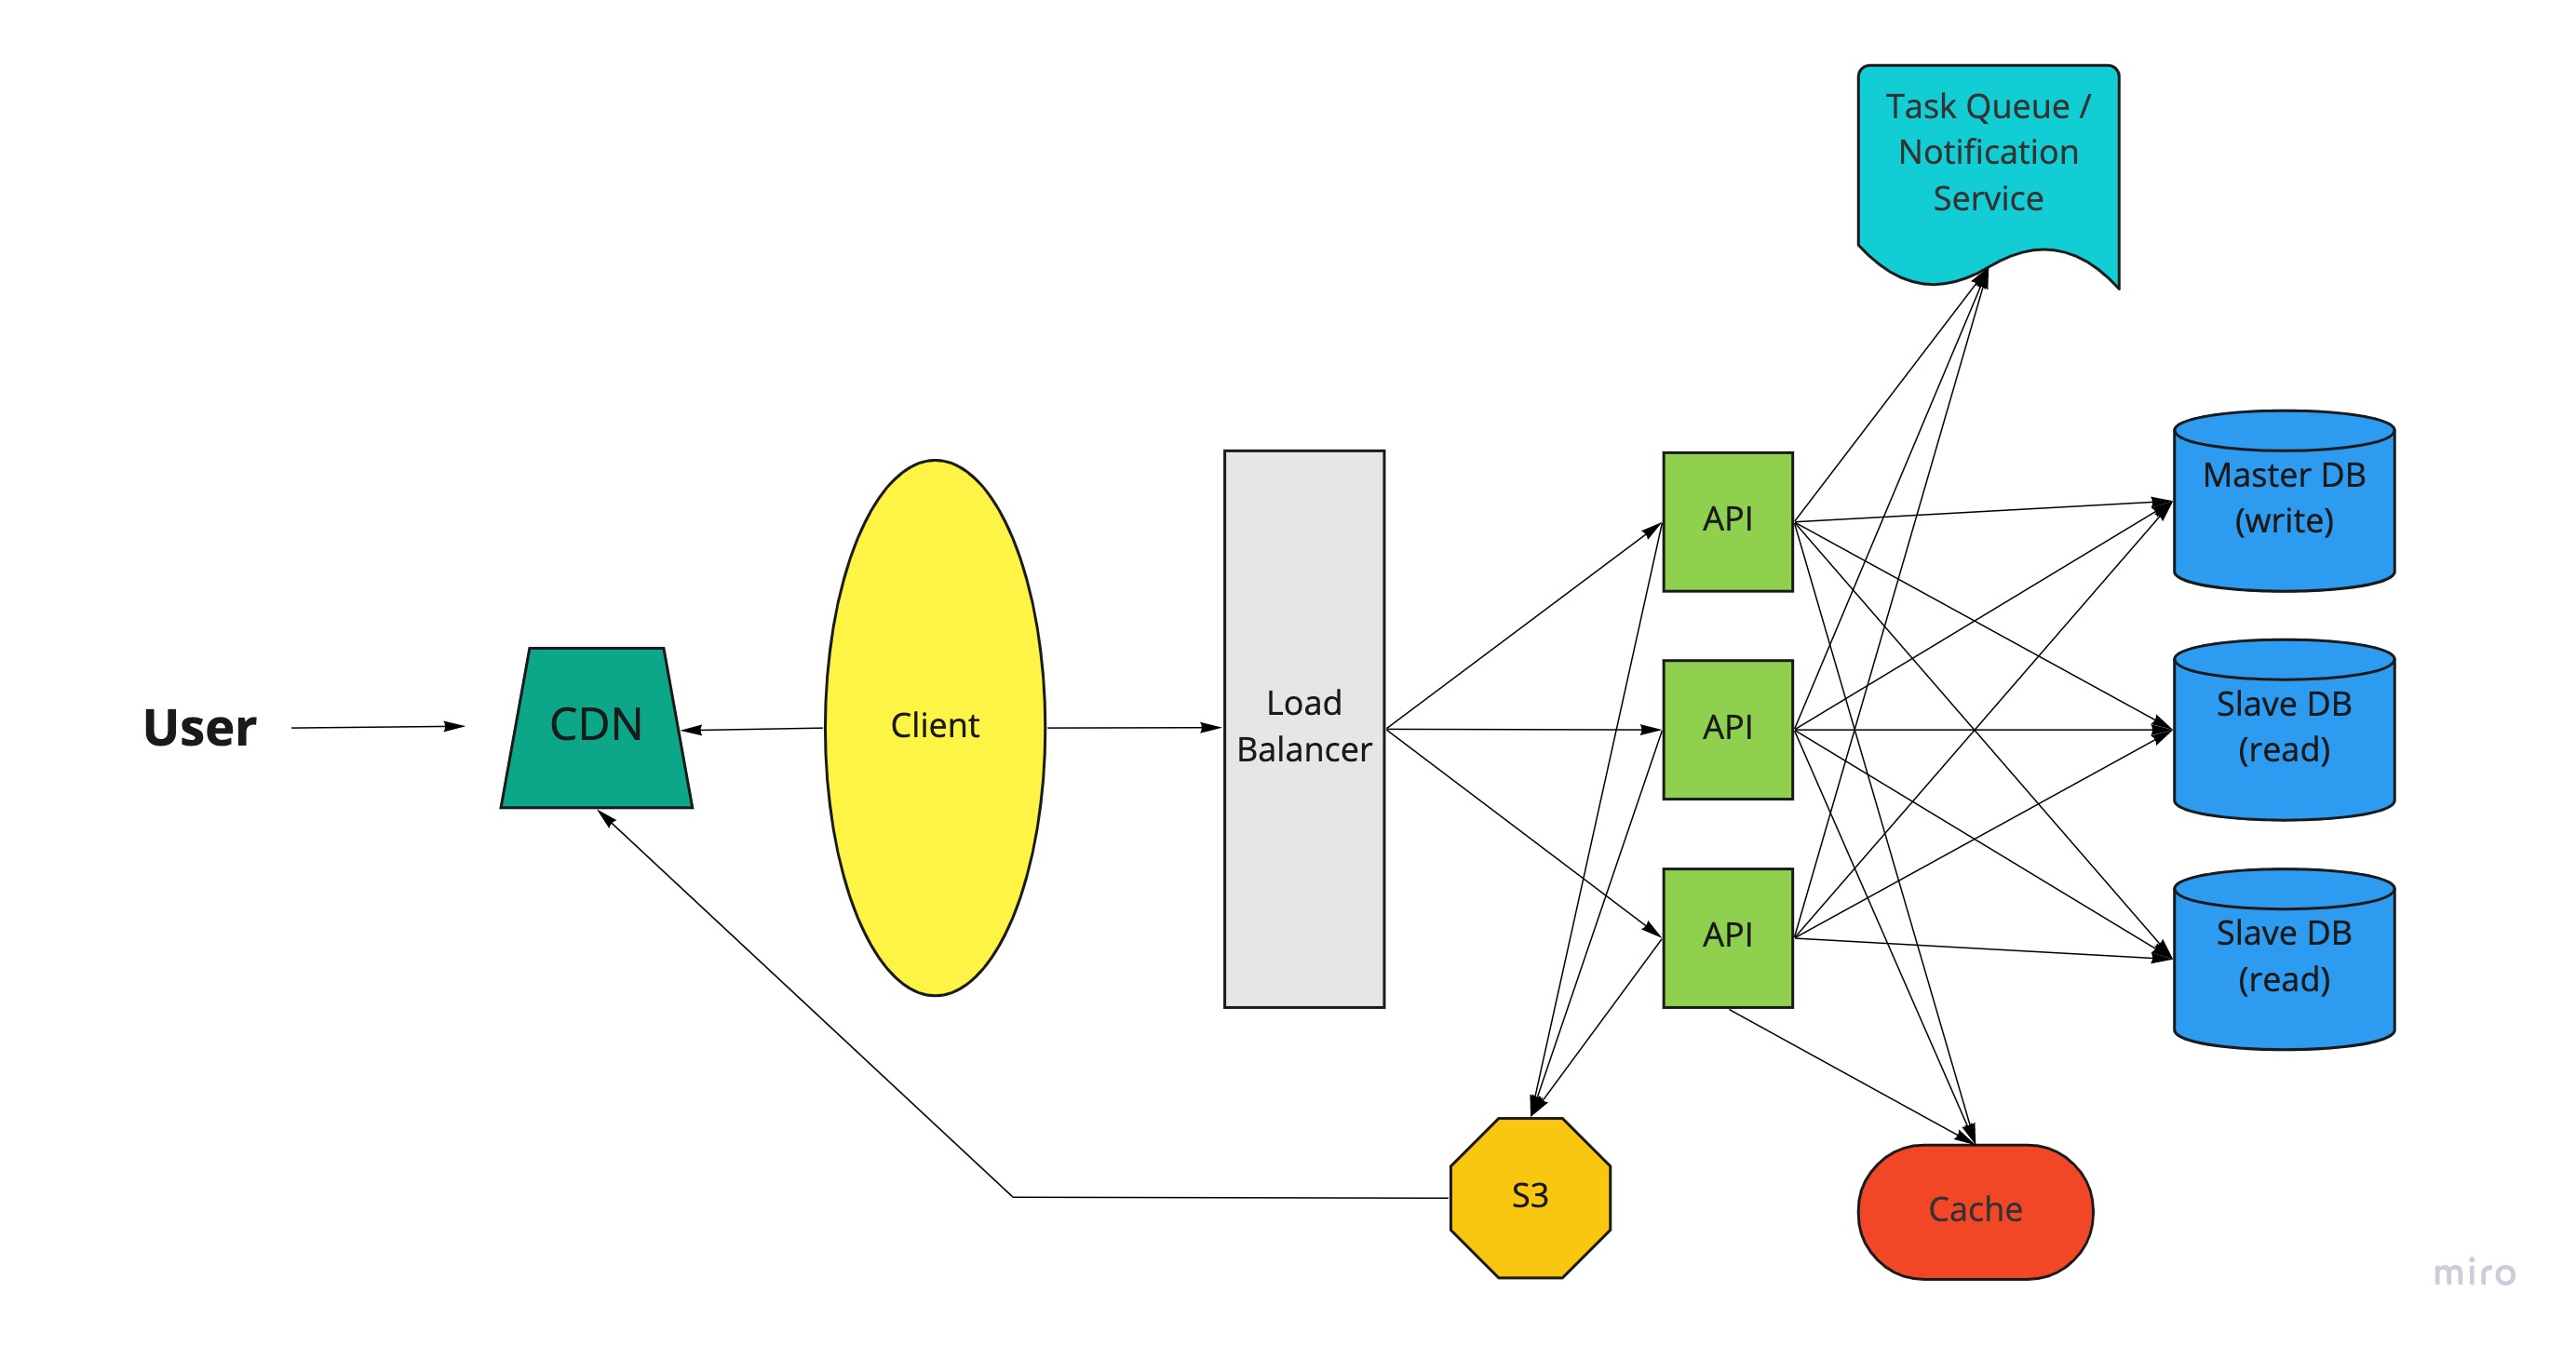 Task Queue /
Notification
Service
Master DB
(write)
API
Load
Balancer
Slave DB
(read)
User
CDN
Client
API
API
Slave DB
(read)
S3
Cache
miro